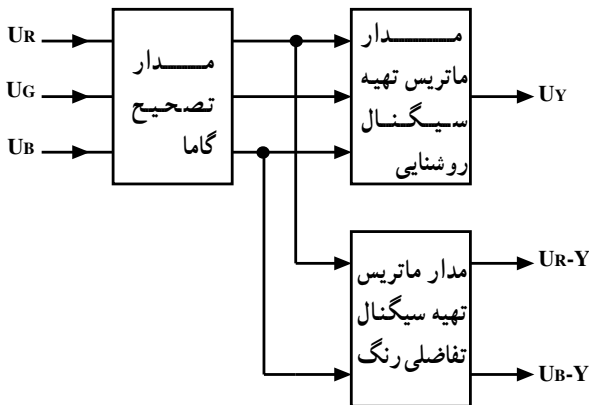 UR
UG
UB
مـــدار
تصحیح
گاما
مـــدار
ماتریس تهیه
سیگنال
روشنایی
UY
مدار ماتریس
تهیه سیگنال
تفاضلی رنگ
UR-Y
UB-Y